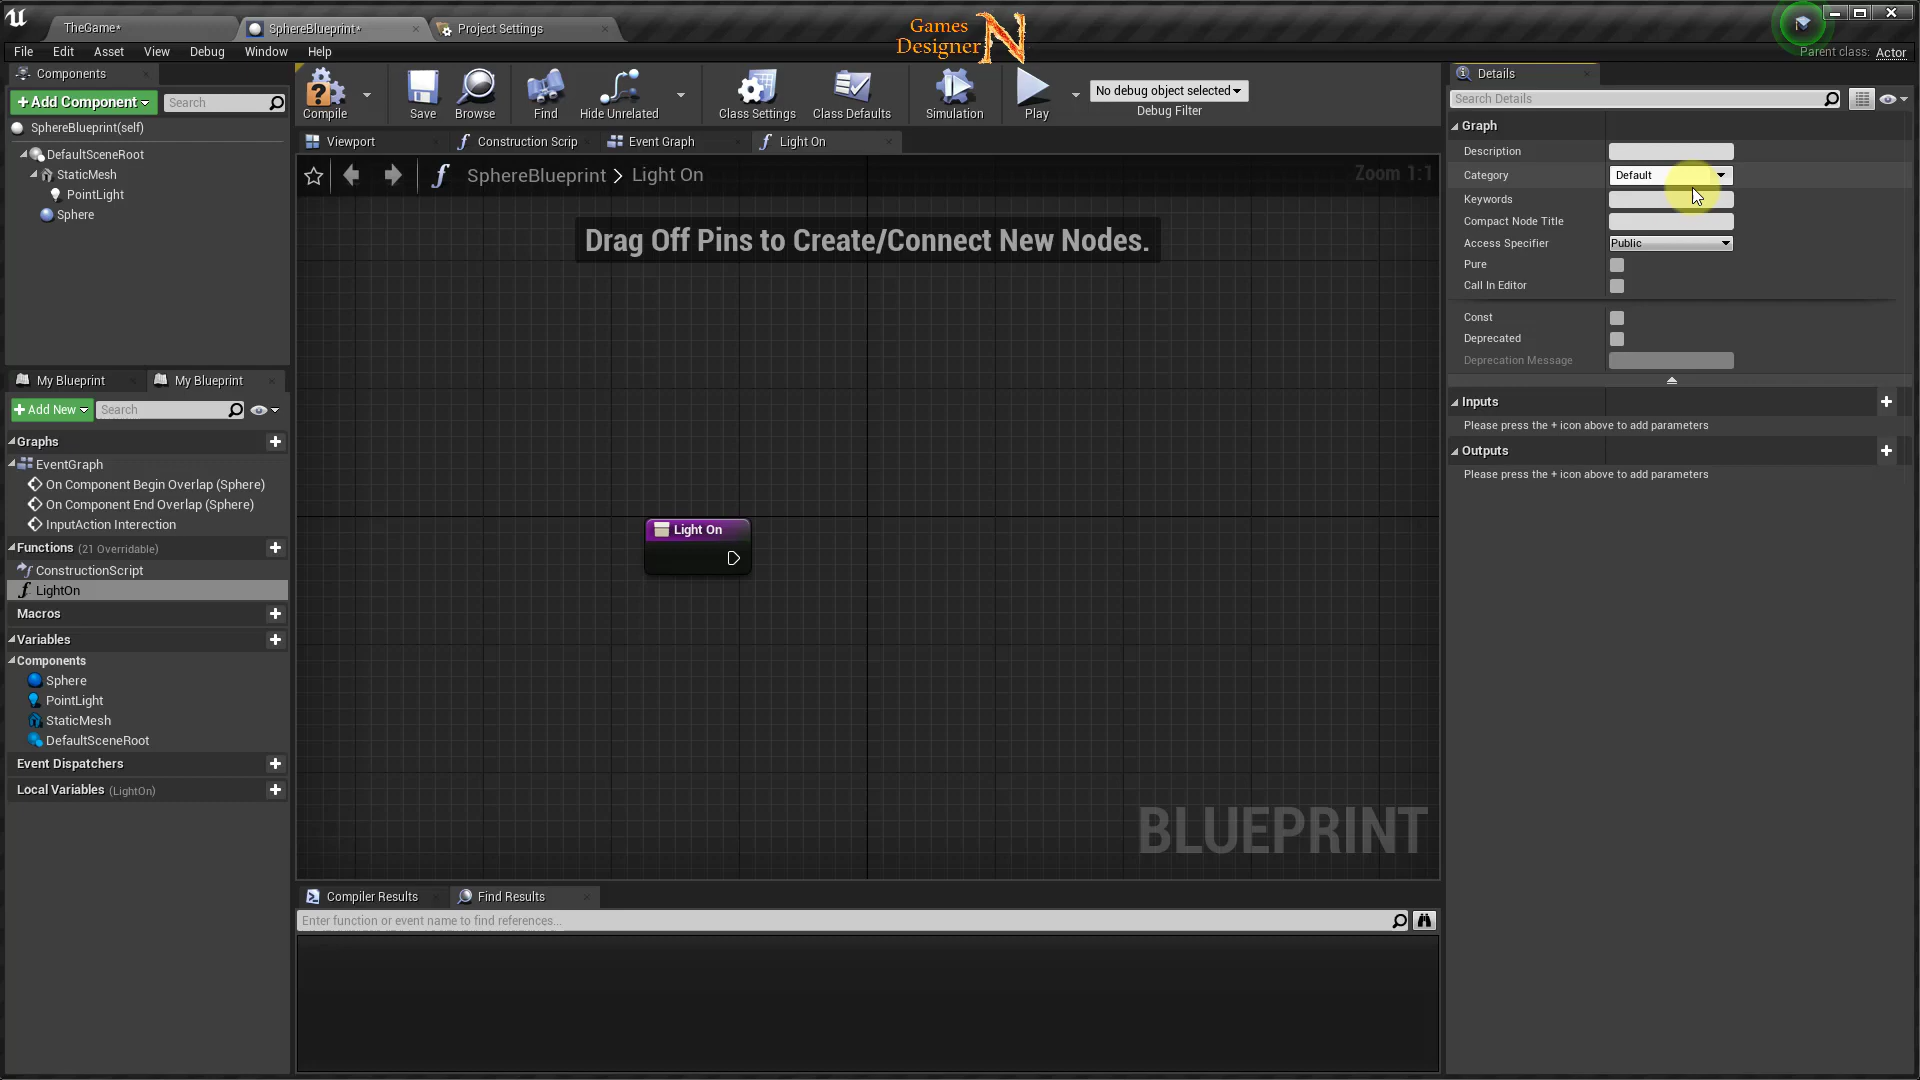 TheGame*
SphereBlueprint*
Project Settings
Games
Designer
N
File Edit Asset View Debug Window Help
Parent class: Actor
Components
+Add Component
Search
SphereBlueprint(self)
DefaultSceneRoot
StaticMesh
PointLight
Sphere
Compile
Save
Browse
Find
Hide Unrelated
Class Settings
Class Defaults
Simulation
Play
No debug object selected
Debug Filter
Viewport
Construction Scrip
Event Graph
Light On
SphereBlueprint > Light On
Zoom 1:1
Drag Off Pins to Create/Connect New Nodes.
Light On
BLUEPRINT
My Blueprint
My Blueprint
+Add New
Search
Graphs
EventGraph
On Component Begin Overlap (Sphere)
On Component End Overlap (Sphere)
InputAction Interection
Functions (21 Overridable)
ConstructionScript
LightOn
Macros
Variables
Components
Sphere
PointLight
StaticMesh
DefaultSceneRoot
Event Dispatchers
Local Variables (LightOn)
Compiler Results
Find Results
Enter function or event name to find references...
Details
Search Details
Graph
Description
Category Default
Keywords
Compact Node Title
Access Specifier Public
Pure
Call In Editor
Const
Deprecated
Deprecation Message
Inputs
Please press the + icon above to add parameters
Outputs
Please press the + icon above to add parameters